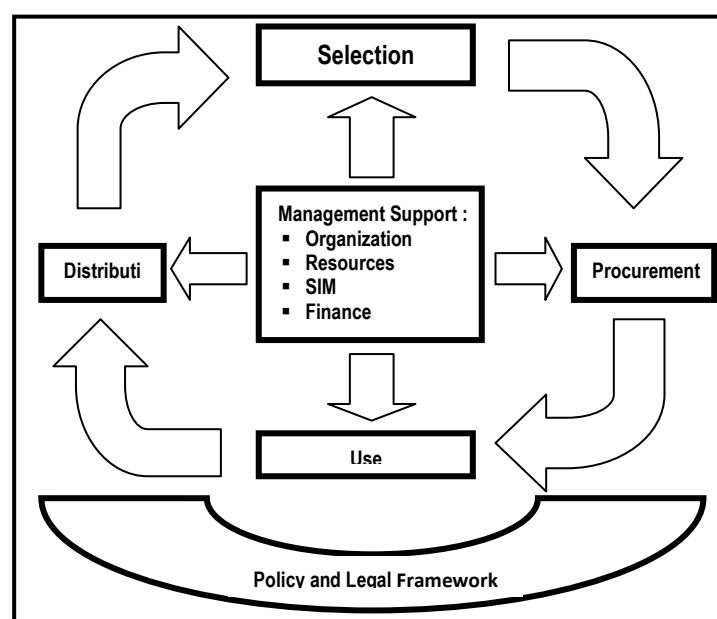 Selection
Management Support :
▪ Organization
▪ Resources
▪ SIM
▪ Finance
Distributi
Procurement
Use
Policy and Legal Framework